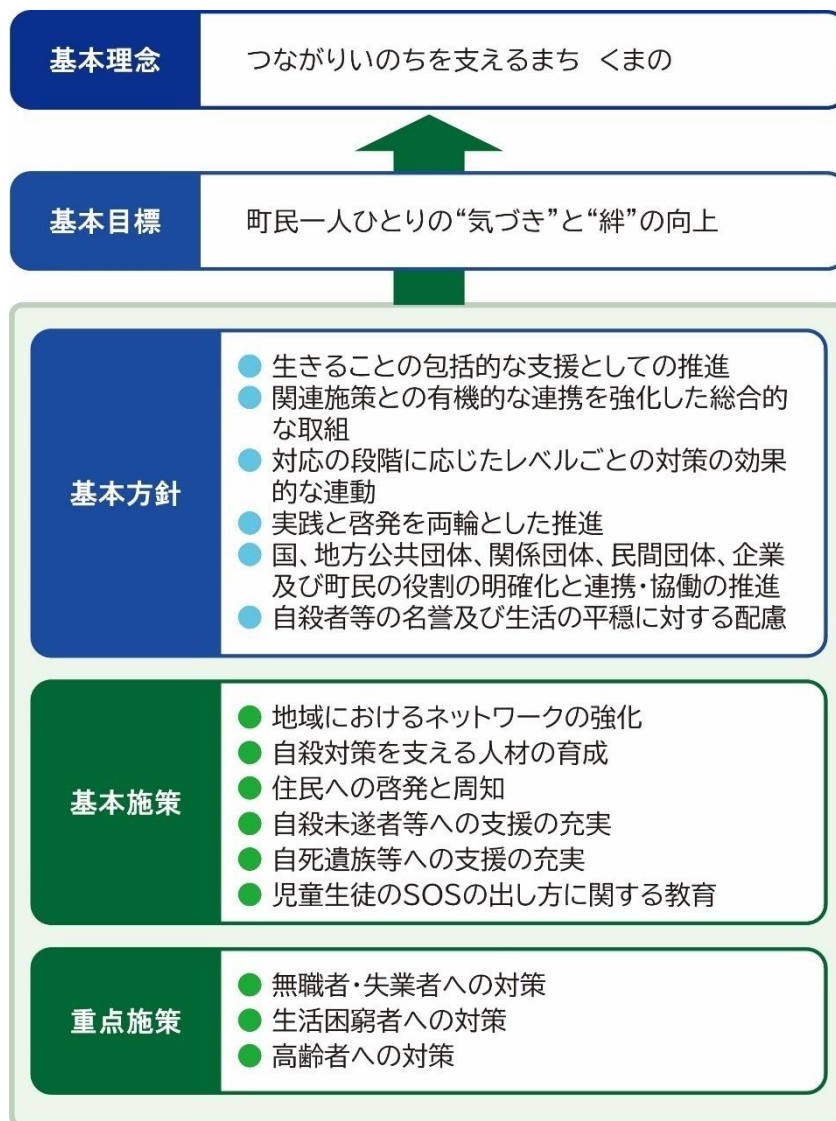 基本理念
つながりいのちを支えるまち くまの
基本目標
町民一人ひとりの“気づき”と“絆”の向上
基本方針
● 生きることの包括的な支援としての推進
● 関連施策との有機的な連携を強化した総合的
な取組
● 対応の段階に応じたレベルごとの対策の効果
的な連動
● 実践と啓発を両輪とした推進
● 国、地方公共団体、関係団体、民間団体、企業
及び町民の役割の明確化と連携・協働の推進
● 自殺者等の名誉及び生活の平穏に対する配慮
基本施策
● 地域におけるネットワークの強化
● 自殺対策を支える人材の育成
● 住民への啓発と周知
● 自殺未遂者等への支援の充実
● 自死遺族等への支援の充実
● 児童生徒のSOSの出し方に関する教育
重点施策
● 無職者・失業者への対策
● 生活困窮者への対策
● 高齢者への対策